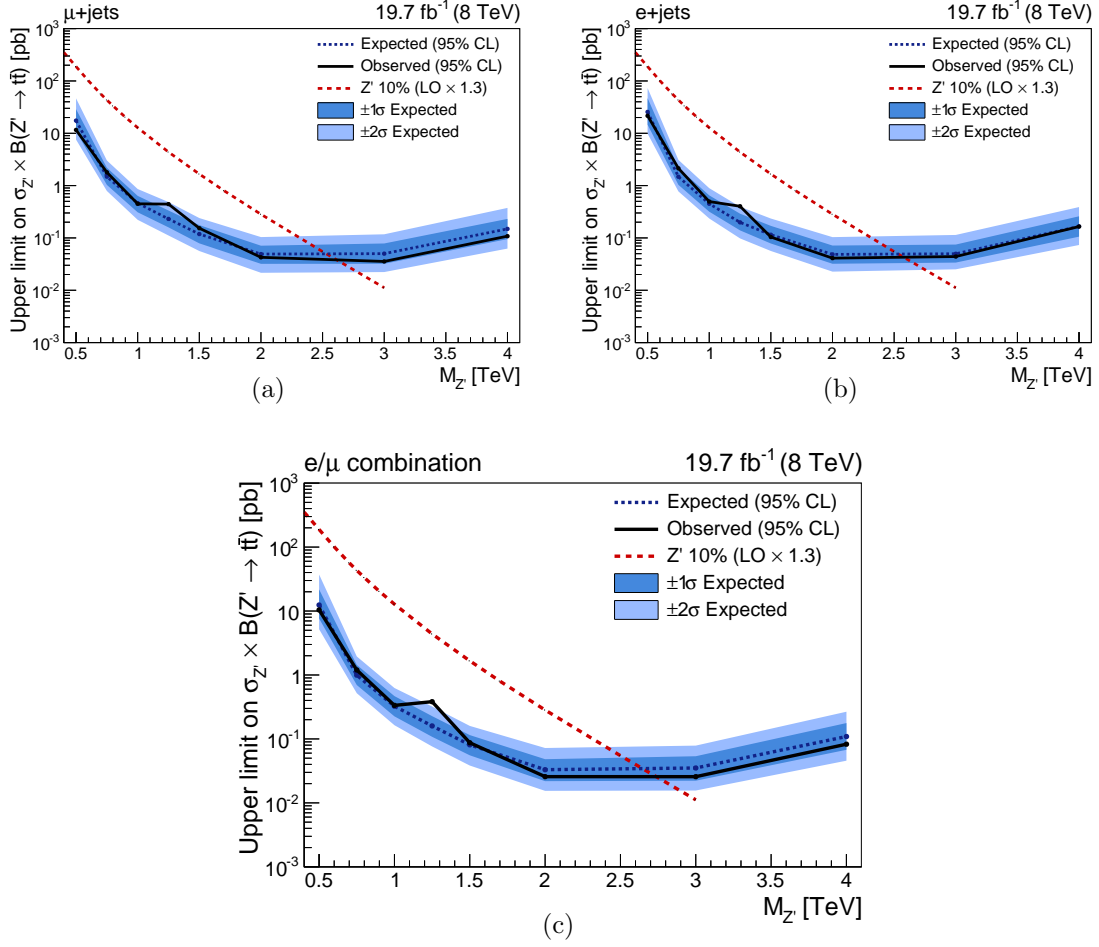 μ+jets 19.7 fb⁻¹ (8 TeV)
Upper limit on σ_Z' × B(Z' → tt̄) [pb]
10³
10²
10
1
10⁻¹
10⁻²
10⁻³
Expected (95% CL)
Observed (95% CL)
Z' 10% (LO × 1.3)
±1σ Expected
±2σ Expected
0.5 1 1.5 2 2.5 3 3.5 4
M_Z' [TeV]
(a)
e+jets 19.7 fb⁻¹ (8 TeV)
Upper limit on σ_Z' × B(Z' → tt̄) [pb]
10³
10²
10
1
10⁻¹
10⁻²
10⁻³
Expected (95% CL)
Observed (95% CL)
Z' 10% (LO × 1.3)
±1σ Expected
±2σ Expected
0.5 1 1.5 2 2.5 3 3.5 4
M_Z' [TeV]
(b)
e/μ combination 19.7 fb⁻¹ (8 TeV)
Upper limit on σ_Z' × B(Z' → tt̄) [pb]
10³
10²
10
1
10⁻¹
10⁻²
10⁻³
Expected (95% CL)
Observed (95% CL)
Z' 10% (LO × 1.3)
±1σ Expected
±2σ Expected
0.5 1 1.5 2 2.5 3 3.5 4
M_Z' [TeV]
(c)